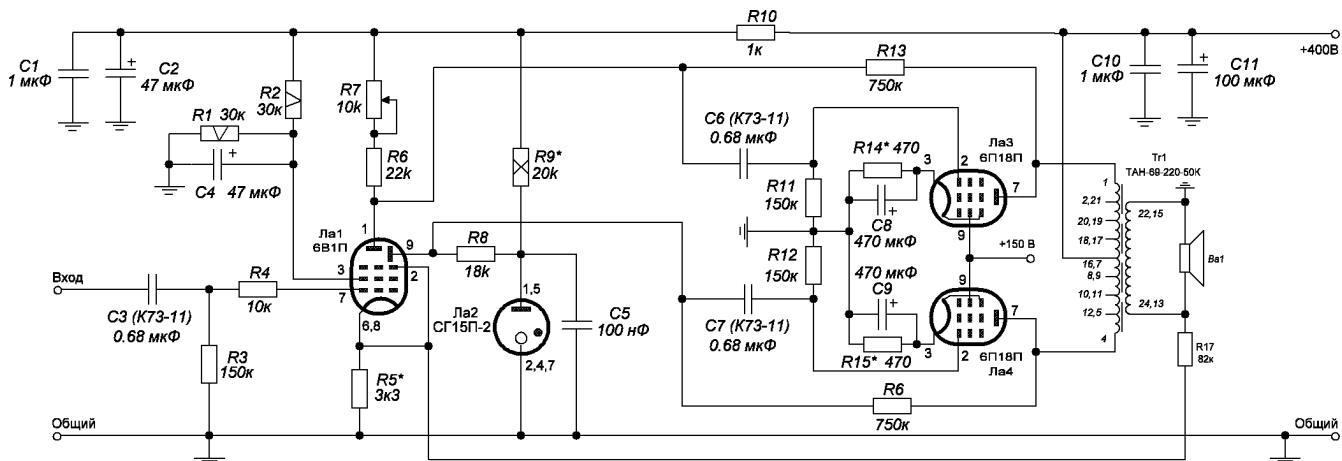 R10
1к
+400В
C1
1 мкФ
C2
47 мкФ
R2
30к
R7
10k
R13
750к
C10
1 мкФ
C11
100 мкФ
R1 30к
C6 (К73-11)
0.68 мкФ
Ла3
6П18П
C4 47 мкФ
R6
22k
R9*
20k
R14* 470
3
2
7
Tr1
ТАН-69-220-50К
R11
150к
C8
470 мкФ
9
1
2,21
20,19
18,17
16,7
8,9
10,11
12,5
4
22,15
24,13
Ва1
Ла1
6В1П
1
9
3
2
7
6,8
R8
18k
R12
150к
+150 В
Вход
R4
10к
470 мкФ
C9
9
7
C3 (К73-11)
0.68 мкФ
Ла2
СГ15П-2
1,5
2,4,7
C5
100 нФ
C7 (К73-11)
0.68 мкФ
R15* 470
3
2
6П18П
Ла4
R17
82к
R3
150к
R5*
3к3
R6
750к
Общий
Общий